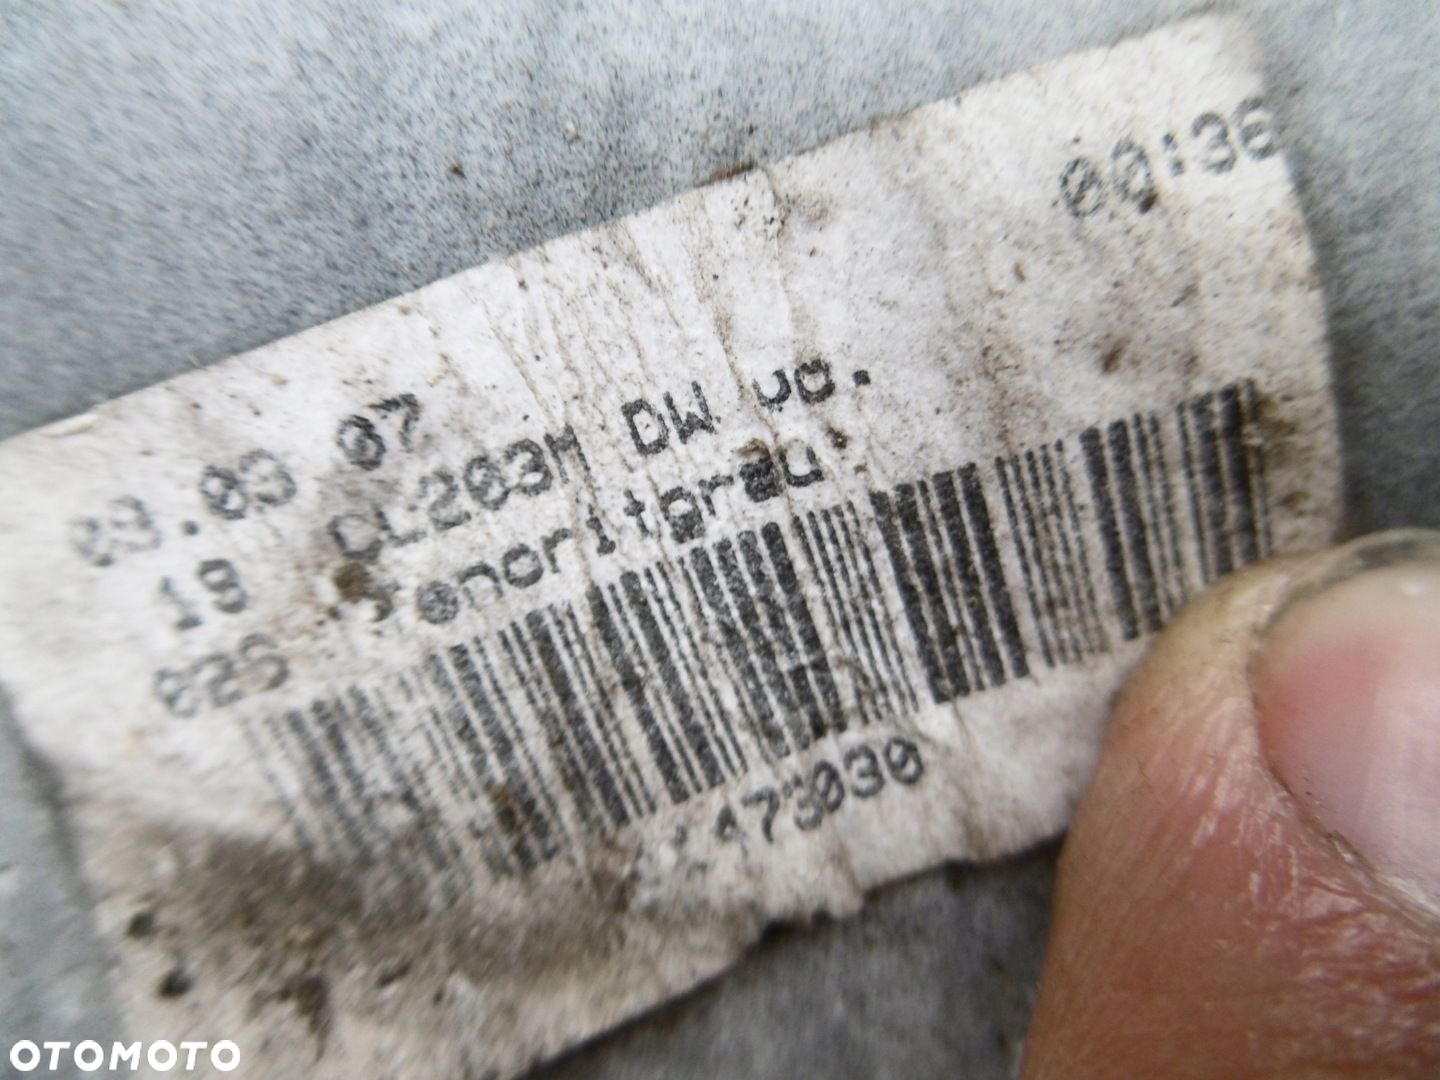 00:36
03.03 07
19 CL203M DW vo.
026 Tenoritgrau
473030
OTOMOTO